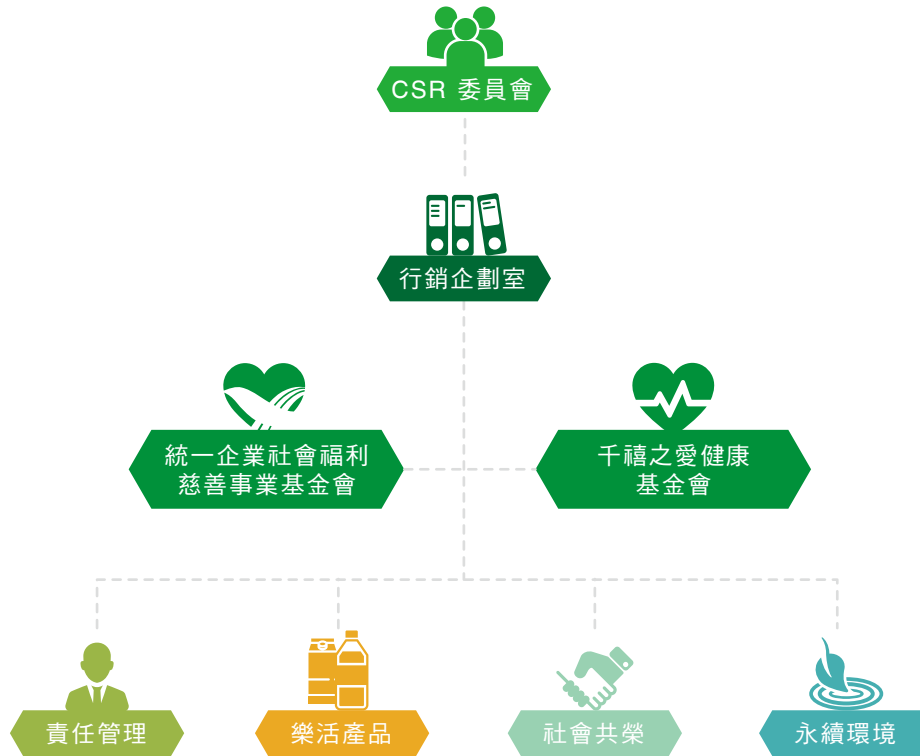 CSR 委員會
行銷企劃室
統一企業社會福利
慈善事業基金會
千禧之愛健康
基金會
責任管理
樂活產品
社會共榮
永續環境